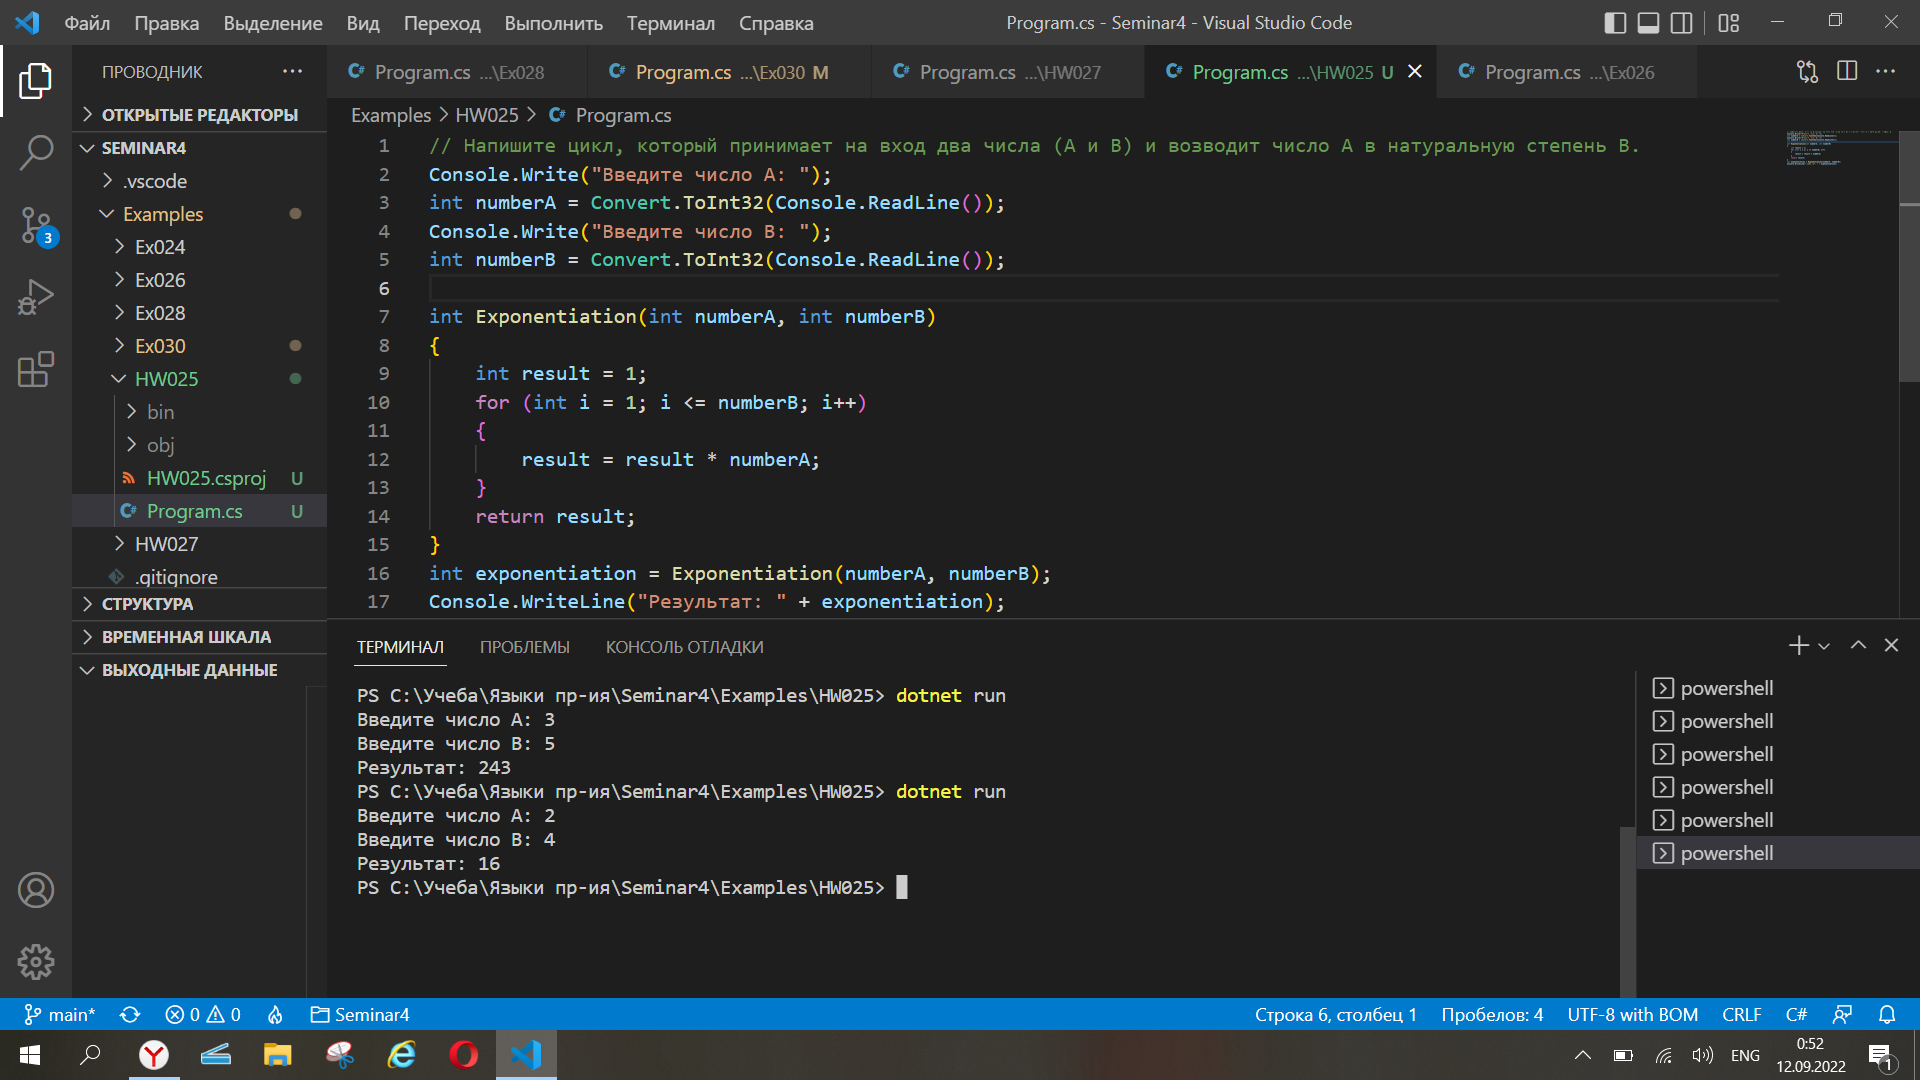 Файл Правка Выделение Вид Переход Выполнить Терминал Справка Program.cs - Seminar4 - Visual Studio Code
ПРОВОДНИК
Program.cs ...\Ex028 Program.cs ...\Ex030 M Program.cs ...\HW027 Program.cs ...\HW025 U Program.cs ...\Ex026
Examples > HW025 > Program.cs
ОТКРЫТЫЕ РЕДАКТОРЫ
SEMINAR4
.vscode
Examples
Ex024
Ex026
Ex028
Ex030
HW025
bin
obj
HW025.csproj U
Program.cs U
HW027
.gitignore
СТРУКТУРА
ВРЕМЕННАЯ ШКАЛА
ВЫХОДНЫЕ ДАННЫЕ
3
1 // Напишите цикл, который принимает на вход два числа (A и B) и возводит число A в натуральную степень B.
2 Console.Write("Введите число A: ");
3 int numberA = Convert.ToInt32(Console.ReadLine());
4 Console.Write("Введите число B: ");
5 int numberB = Convert.ToInt32(Console.ReadLine());
6
7 int Exponentiation(int numberA, int numberB)
8 {
9 int result = 1;
10 for (int i = 1; i <= numberB; i++)
11 {
12 result = result * numberA;
13 }
14 return result;
15 }
16 int exponentiation = Exponentiation(numberA, numberB);
17 Console.WriteLine("Результат: " + exponentiation);
ТЕРМИНАЛ ПРОБЛЕМЫ КОНСОЛЬ ОТЛАДКИ
PS C:\Учеба\Языки пр-ия\Seminar4\Examples\HW025> dotnet run
Введите число A: 3
Введите число B: 5
Результат: 243
PS C:\Учеба\Языки пр-ия\Seminar4\Examples\HW025> dotnet run
Введите число A: 2
Введите число B: 4
Результат: 16
PS C:\Учеба\Языки пр-ия\Seminar4\Examples\HW025>
powershell
powershell
powershell
powershell
powershell
powershell
main* 0 0 Seminar4 Строка 6, столбец 1 Пробелов: 4 UTF-8 with BOM CRLF C#
ENG 0:52
12.09.2022 1